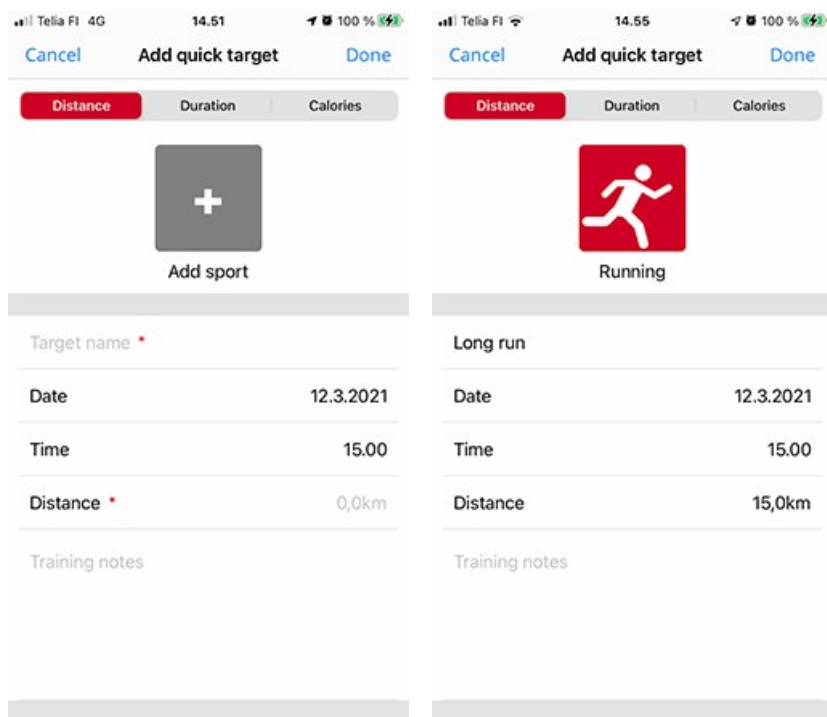 Telia FI 4G 14.51 100 %
Cancel Add quick target Done
Distance Duration Calories
+
Add sport
Target name *
Date 12.3.2021
Time 15.00
Distance * 0,0km
Training notes
Telia FI 14.55 100 %
Cancel Add quick target Done
Distance Duration Calories
Running
Long run
Date 12.3.2021
Time 15.00
Distance 15,0km
Training notes